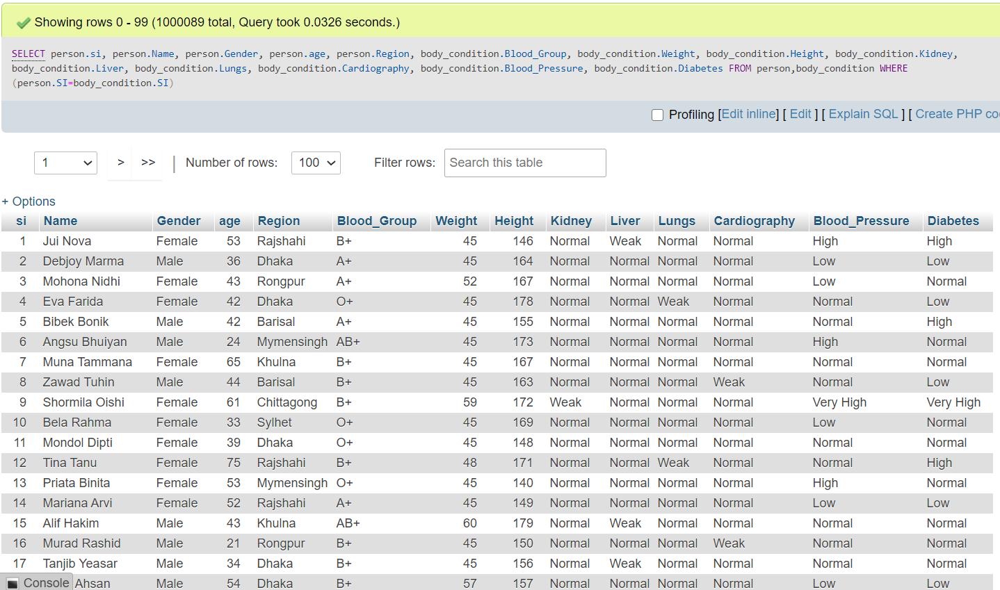 Showing rows 0 - 99 (1000089 total, Query took 0.0326 seconds.)
SELECT person.si, person.Name, person.Gender, person.age, person.Region, body_condition.Blood_Group, body_condition.Weight, body_condition.Height, body_condition.Kidney,
body_condition.Liver, body_condition.Lungs, body_condition.Cardiography, body_condition.Blood_Pressure, body_condition.Diabetes FROM person,body_condition WHERE
(person.SI=body_condition.SI)
Profiling [Edit inline] [ Edit ] [ Explain SQL ] [ Create PHP co
1 > >> | Number of rows: 100 Filter rows: Search this table
+ Options
si Name Gender age Region Blood_Group Weight Height Kidney Liver Lungs Cardiography Blood_Pressure Diabetes
1 Jui Nova Female 53 Rajshahi B+ 45 146 Normal Weak Normal Normal High High
2 Debjoy Marma Male 36 Dhaka A+ 45 164 Normal Normal Normal Normal Low Low
3 Mohona Nidhi Female 43 Rongpur A+ 52 167 Normal Normal Normal Normal Low Normal
4 Eva Farida Female 42 Dhaka O+ 45 178 Normal Normal Weak Normal Normal Low
5 Bibek Bonik Male 42 Barisal A+ 45 155 Normal Normal Normal Normal Normal High
6 Angsu Bhuiyan Male 24 Mymensingh AB+ 45 173 Normal Normal Normal Normal High Normal
7 Muna Tammana Female 65 Khulna B+ 45 167 Normal Normal Normal Normal Normal Normal
8 Zawad Tuhin Male 44 Barisal B+ 45 163 Normal Normal Normal Weak Normal Low
9 Shormila Oishi Female 61 Chittagong B+ 59 172 Weak Normal Normal Normal Very High Very High
10 Bela Rahma Female 33 Sylhet O+ 45 169 Normal Normal Normal Normal Low Normal
11 Mondol Dipti Female 39 Dhaka O+ 45 148 Normal Normal Normal Normal Normal Normal
12 Tina Tanu Female 75 Rajshahi B+ 48 171 Normal Normal Weak Normal Normal High
13 Priata Binita Female 53 Mymensingh O+ 45 140 Normal Normal Normal Normal High Normal
14 Mariana Arvi Female 52 Rajshahi A+ 45 149 Normal Normal Normal Normal Low Low
15 Alif Hakim Male 43 Khulna AB+ 60 179 Normal Weak Normal Normal Normal Normal
16 Murad Rashid Male 21 Rongpur B+ 45 150 Normal Normal Normal Weak Normal Normal
17 Tanjib Yeasar Male 34 Dhaka B+ 45 156 Normal Weak Normal Normal Normal Normal
Console Ahsan Male 54 Dhaka B+ 57 157 Normal Normal Normal Normal Low Low